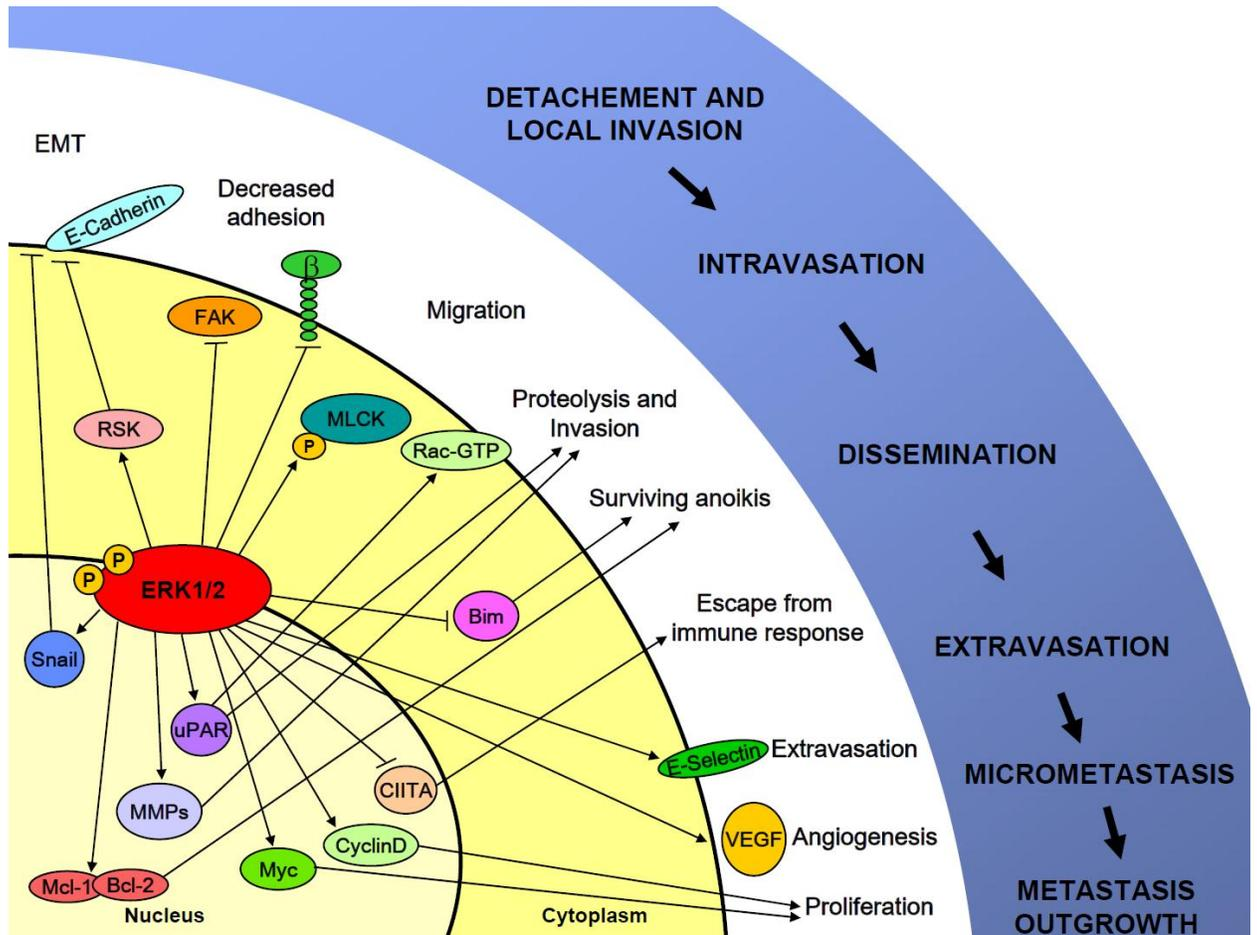 DETACHEMENT AND
LOCAL INVASION
EMT
Decreased
adhesion
E-Cadherin
β
INTRAVASATION
FAK
Migration
MLCK
P
RSK
Rac-GTP
Proteolysis and
Invasion
DISSEMINATION
Surviving anoikis
P
P
ERK1/2
Bim
Escape from
immune response
EXTRAVASATION
Snail
uPAR
E-Selectin
Extravasation
MICROMETASTASIS
CIITA
MMPs
CyclinD
VEGF
Angiogenesis
Myc
Mcl-1
Bcl-2
METASTASIS
OUTGROWTH
Nucleus
Cytoplasm
Proliferation